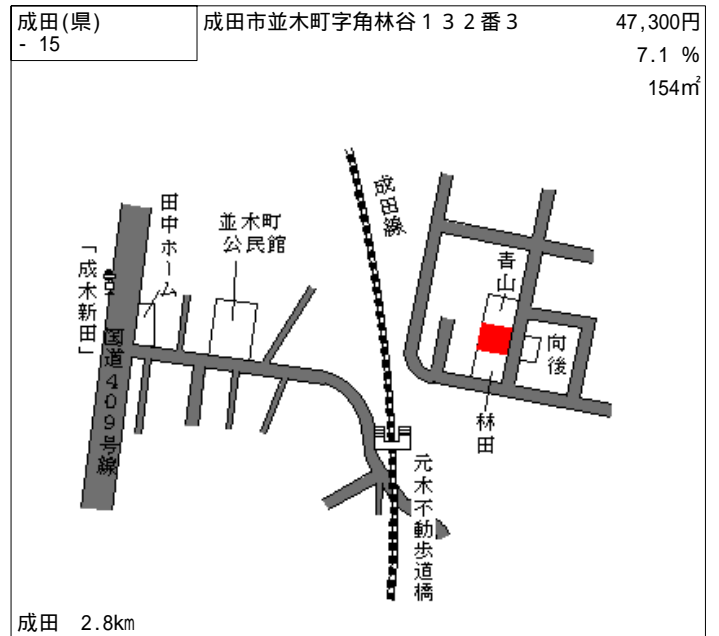 成田(県)
- 15
成田市並木町字角林谷１３２番３
47,300円
7.1 %
154㎡
成田線
田中ホーム
並木町
公民館
「成木新田」
国道409号線
青山
向後
林田
元木不動歩道橋
成田 2.8km